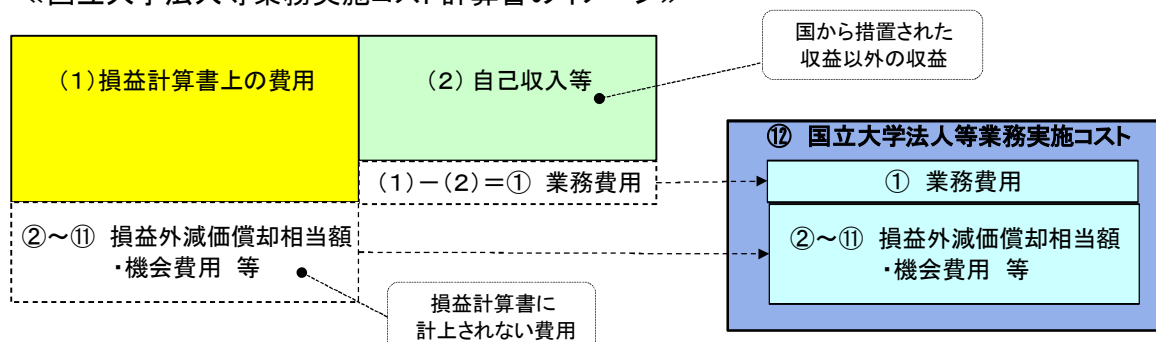 ≪国立大学法人等業務実施コスト計算書のイメージ≫
国から措置された
収益以外の収益
(1)損益計算書上の費用
(2) 自己収入等
⑫ 国立大学法人等業務実施コスト
(1)-(2)=① 業務費用
① 業務費用
②~⑪ 損益外減価償却相当額
・機会費用 等
②~⑪ 損益外減価償却相当額
・機会費用 等
損益計算書に
計上されない費用